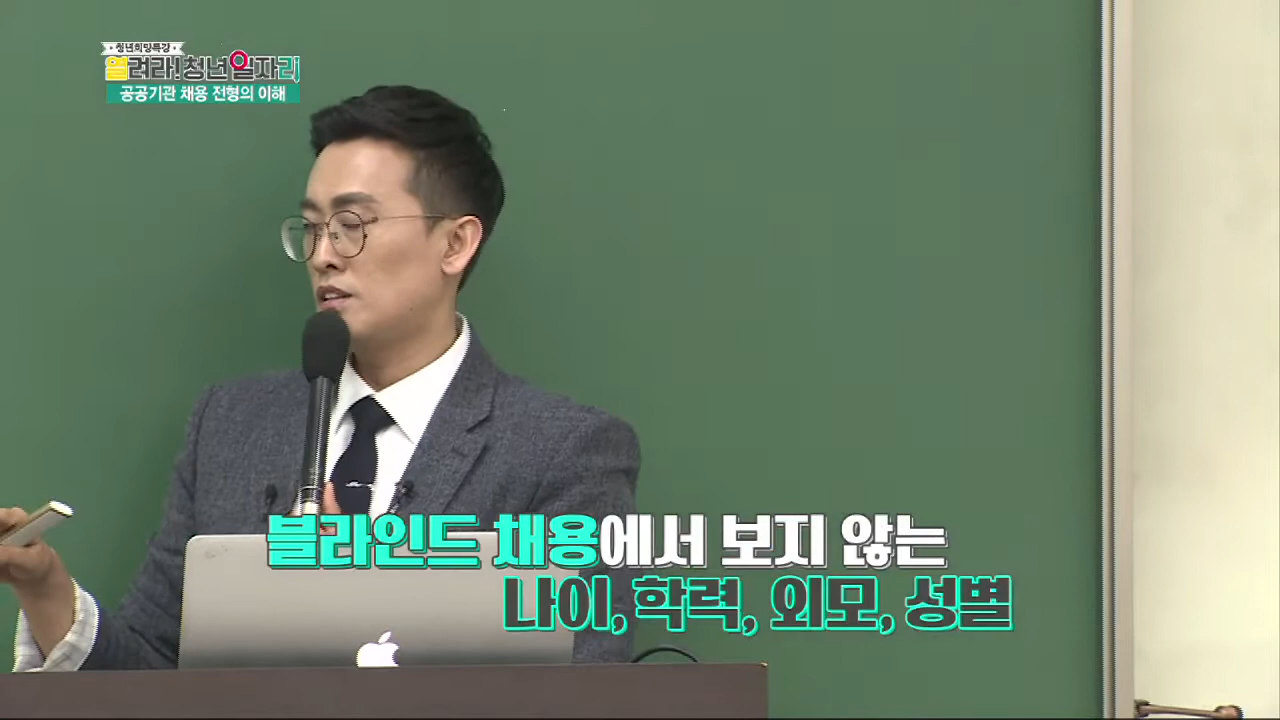 청년희망특강
열려라!청년일자리
공공기관 채용 전형의 이해
블라인드 채용에서 보지 않는
나이, 학력, 외모, 성별